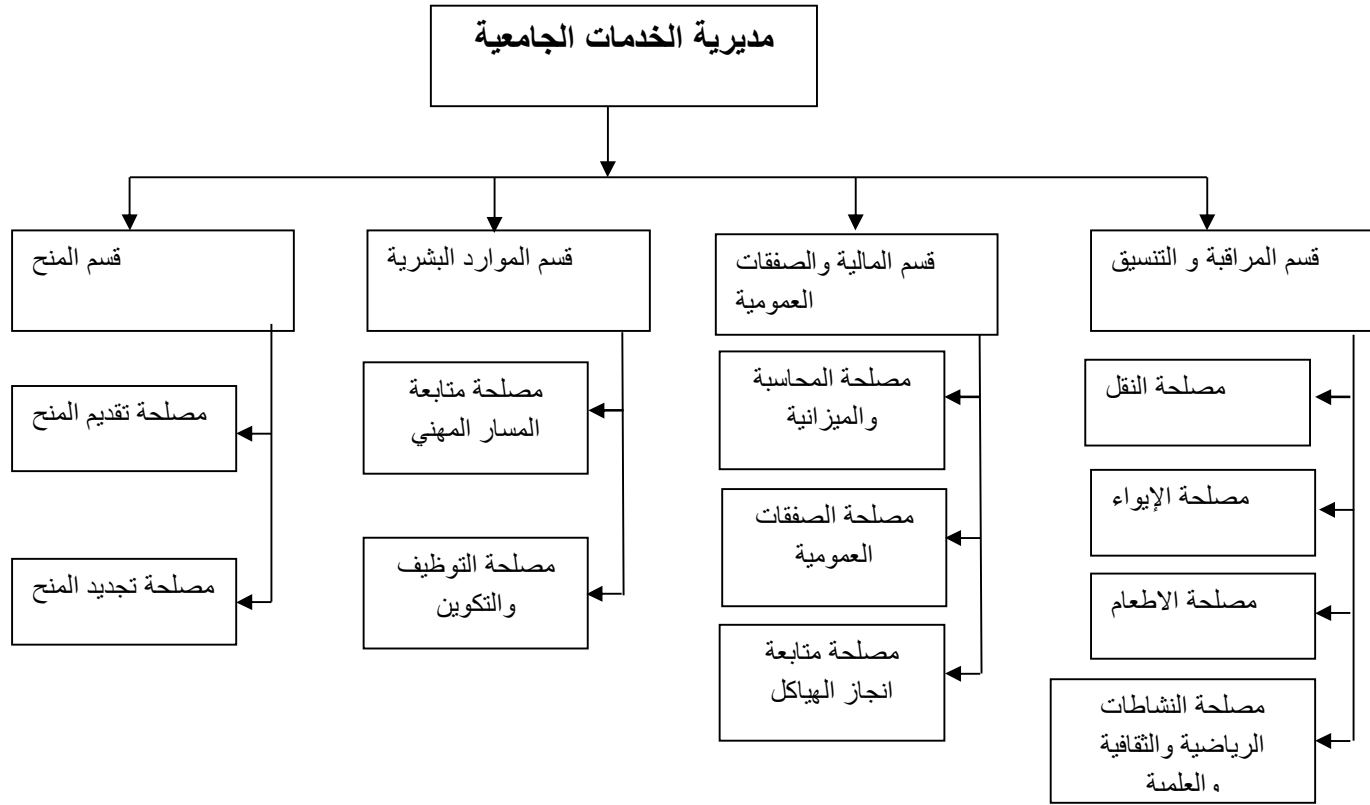 مديرية الخدمات الجامعية
قسم المراقبة و التنسيق
مصلحة النقل
مصلحة الإيواء
مصلحة الاطعام
مصلحة النشاطات
الرياضية والثقافية
والعلمية
قسم المالية والصفقات
العمومية
مصلحة المحاسبة
والميزانية
مصلحة الصفقات
العمومية
مصلحة متابعة
انجاز الهياكل
قسم الموارد البشرية
مصلحة متابعة
المسار المهني
مصلحة التوظيف
والتكوين
قسم المنح
مصلحة تقديم المنح
مصلحة تجديد المنح